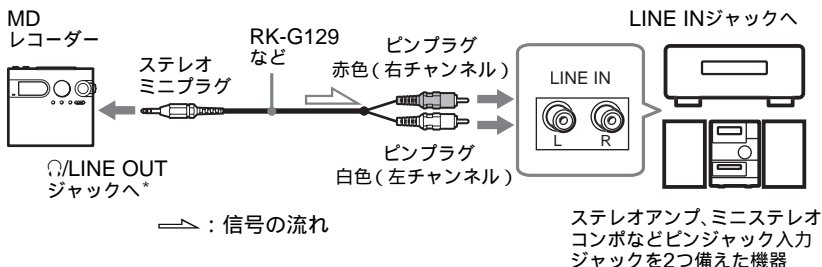 MD
レコーダー
ステレオ
ミニプラグ
RK-G129
など
ピンプラグ
赤色(右チャンネル)
LINE INジャックへ
LINE IN
L
R
ピンプラグ
白色(左チャンネル)
🎧/LINE OUT
ジャックへ*
：信号の流れ
ステレオアンプ、ミニステレオ
コンポなどピンジャック入力
ジャックを2つ備えた機器